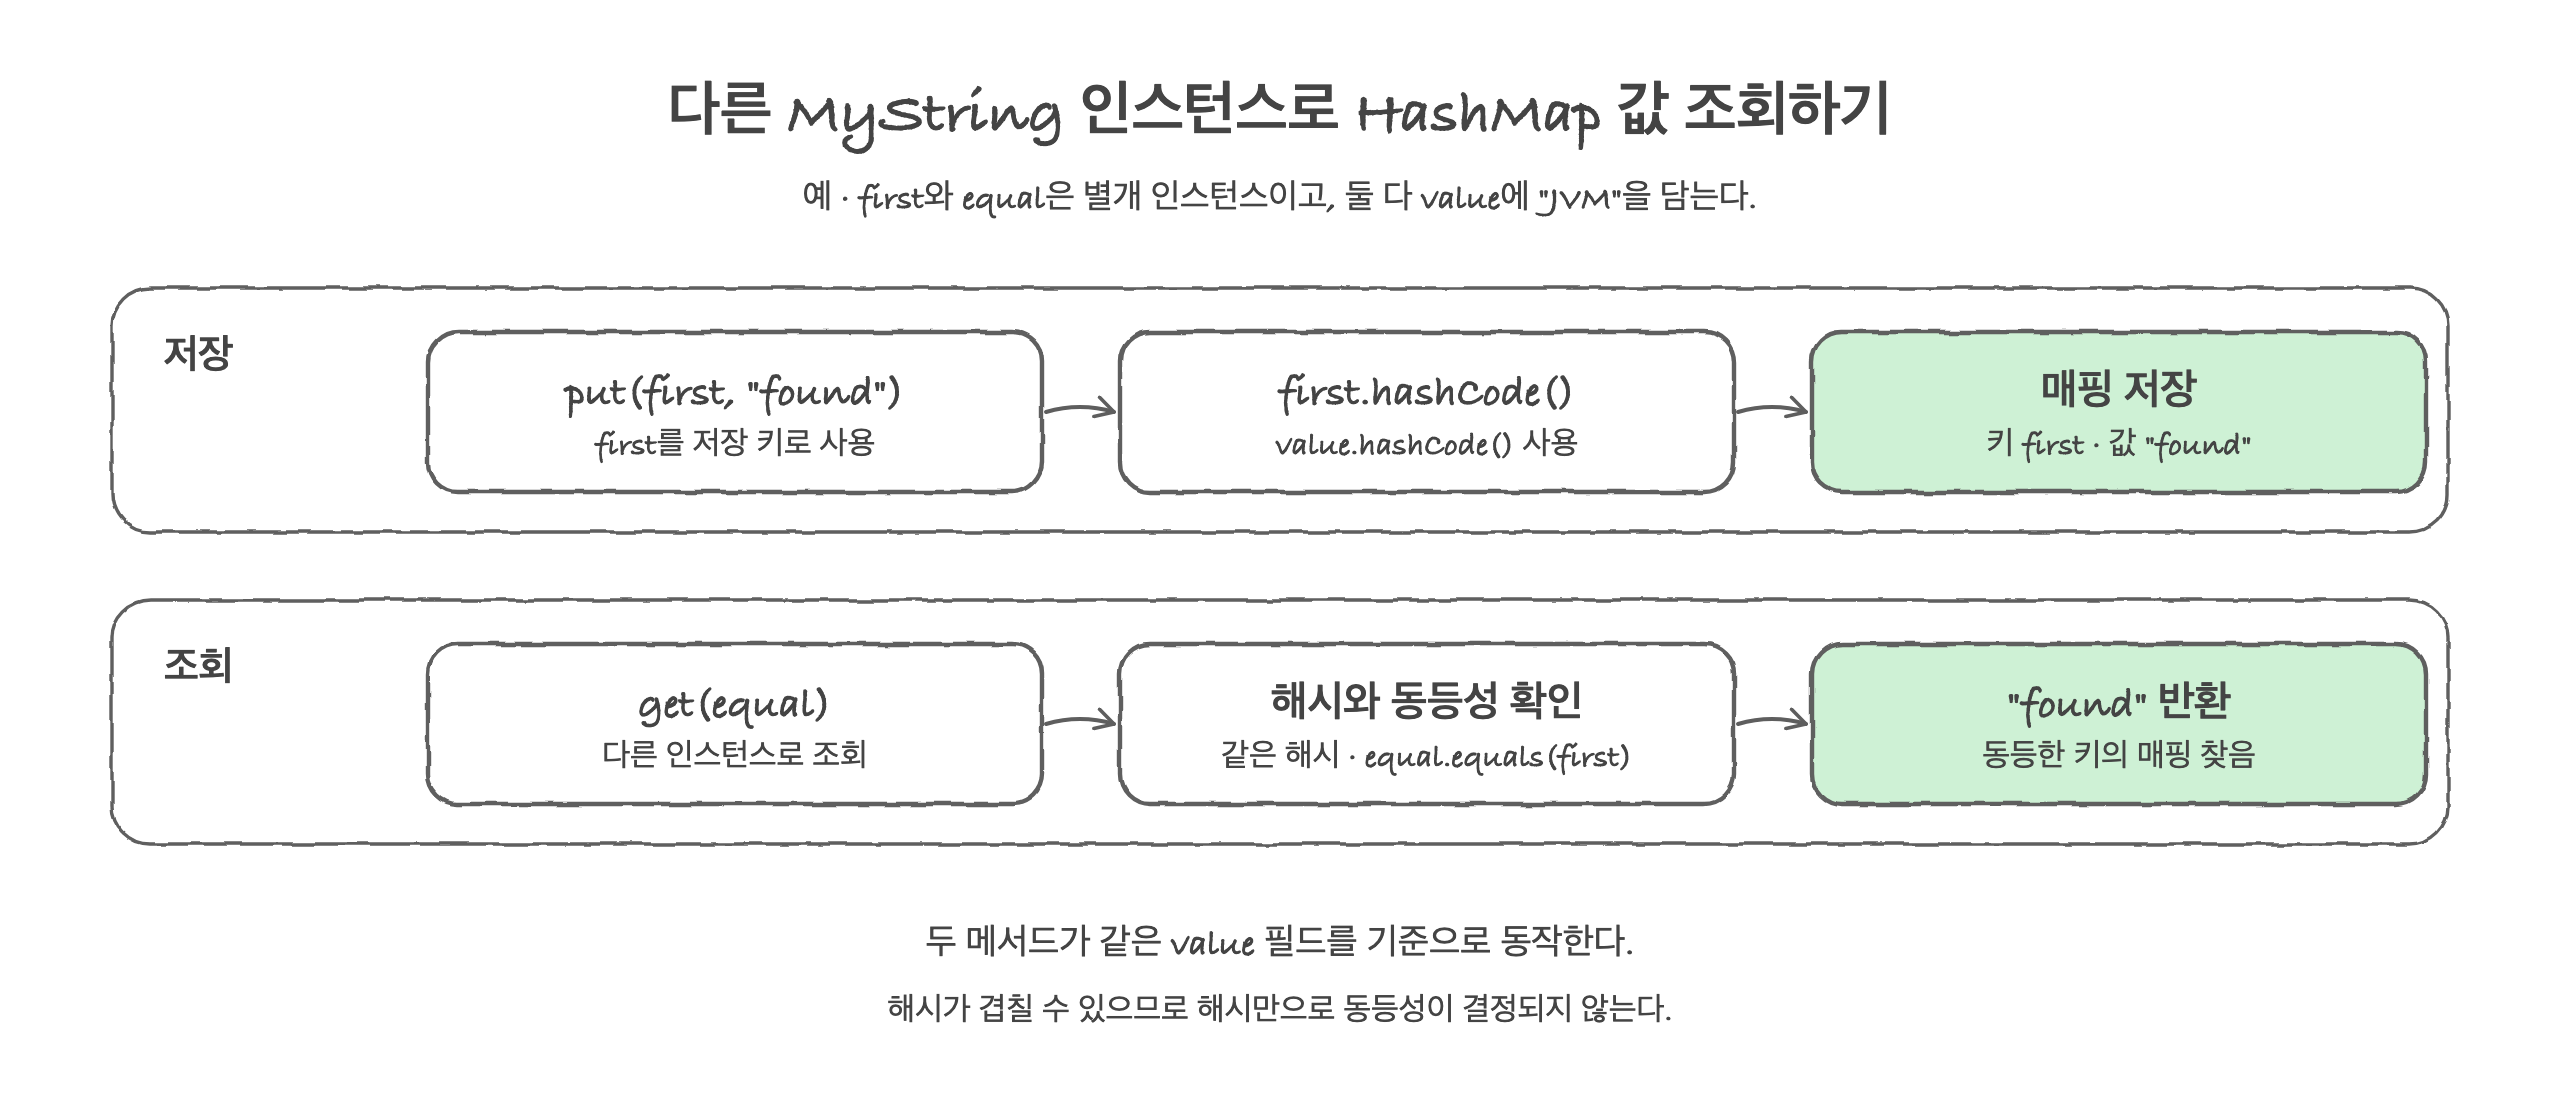 다른 MyString 인스턴스로 HashMap 값 조회하기
예 · first와 equal은 별개 인스턴스이고, 둘 다 value에 "JVM"을 담는다.
저장
put(first, "found")
first를 저장 키로 사용
first.hashCode()
value.hashCode() 사용
매핑 저장
키 first · 값 "found"
조회
get(equal)
다른 인스턴스로 조회
해시와 동등성 확인
같은 해시 · equal.equals(first)
"found" 반환
동등한 키의 매핑 찾음
두 메서드가 같은 value 필드를 기준으로 동작한다.
해시가 겹칠 수 있으므로 해시만으로 동등성이 결정되지 않는다.